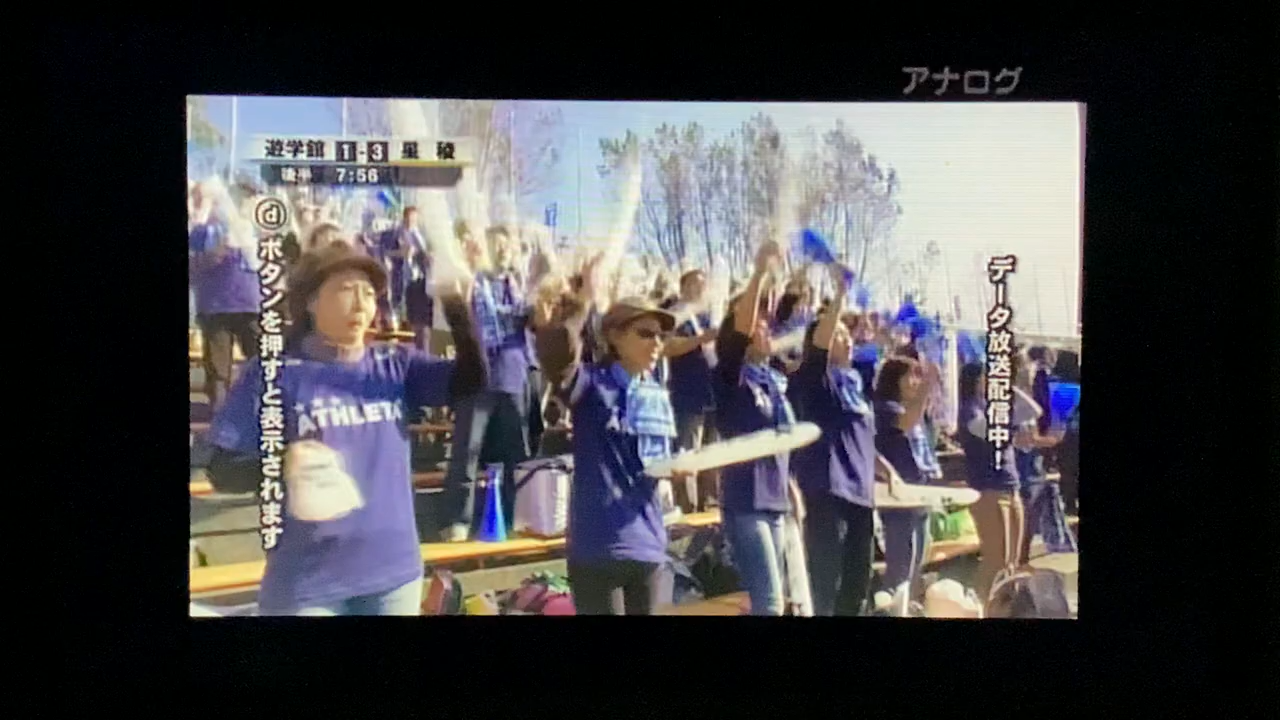 アナログ
遊学館 1-3 星稜
後半 7:56
データ放送配信中!
ⓓボタンを押すと表示されます
ATHLETA